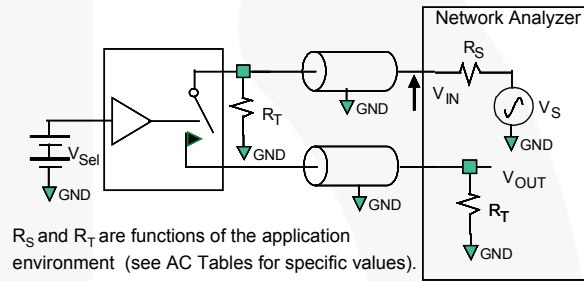 Network Analyzer
R_S
V_IN
GND
V_S
R_T
GND
GND
V_Sel
GND
GND
V_OUT
R_T
GND
R_S and R_T are functions of the application
environment (see AC Tables for specific values).